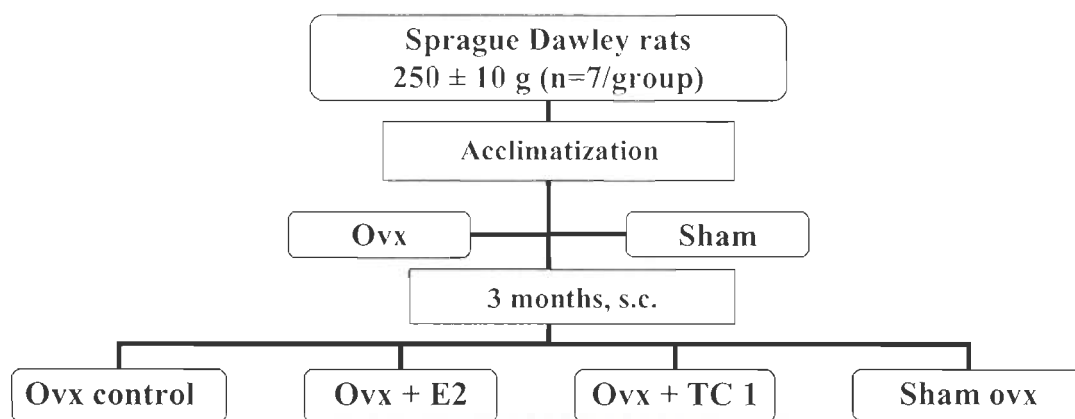 Sprague Dawley rats
250 ± 10 g (n=7/group)
Acclimatization
Ovx
Sham
3 months, s.c.
Ovx control
Ovx + E2
Ovx + TC 1
Sham ovx